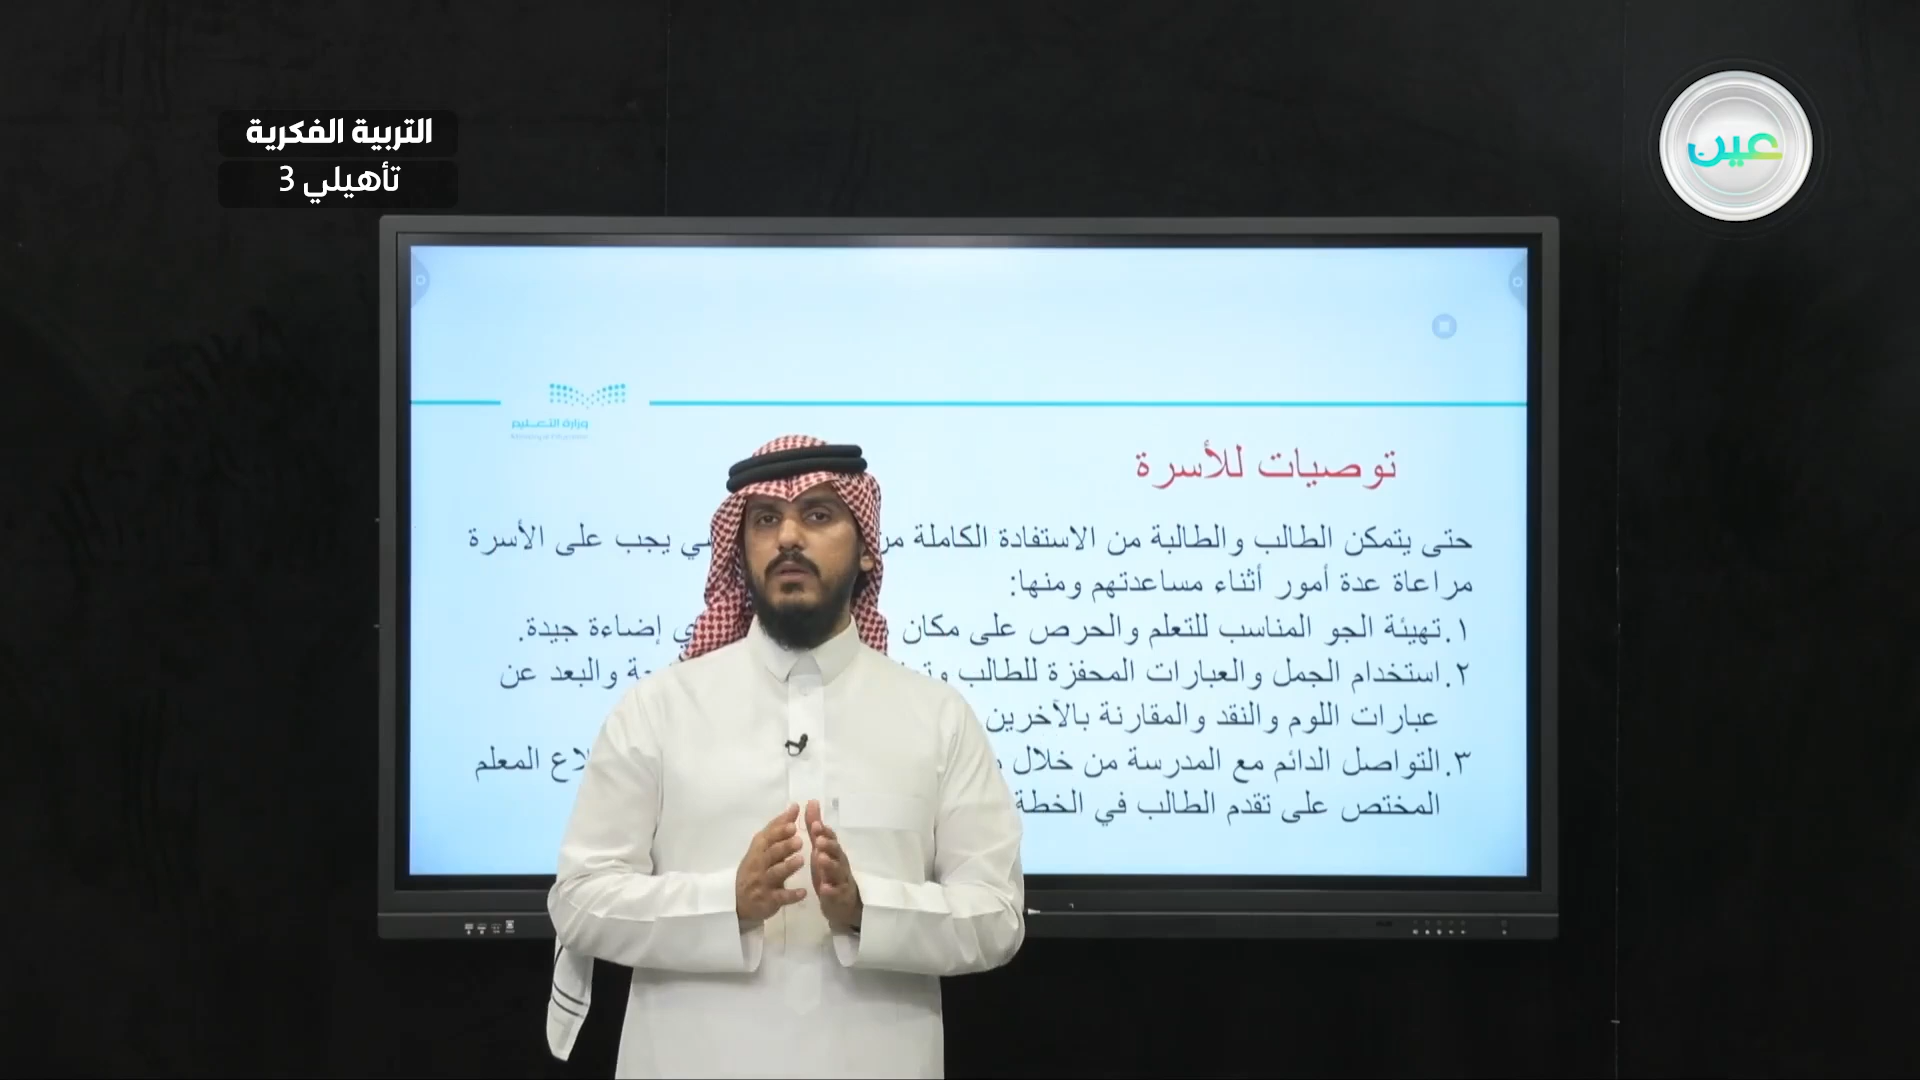 التربية الفكرية
تأهيلي 3
عين
وزارة التعليم
توصيات للأسرة
حتى يتمكن الطالب والطالبة من الاستفادة الكاملة يجب على الأسرة
مراعاة عدة أمور أثناء مساعدتهم ومنها:
١. تهيئة الجو المناسب للتعلم والحرص على مكان إضاءة جيدة.
٢. استخدام الجمل والعبارات المحفزة للطالب والبعد عن
عبارات اللوم والنقد والمقارنة بالآخرين
٣. التواصل الدائم مع المدرسة من خلال المعلم
المختص على تقدم الطالب في الخطة